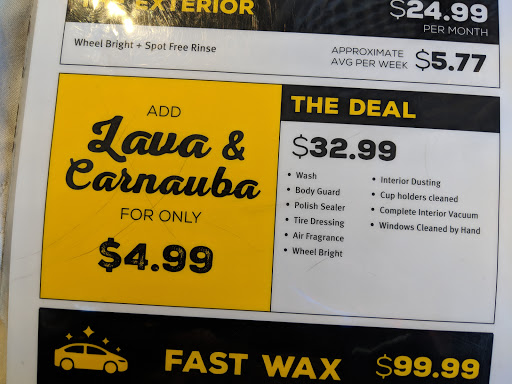 EXTERIOR
$24.99
PER MONTH
Wheel Bright + Spot Free Rinse
APPROXIMATE
AVG PER WEEK $5.77
ADD
Lava &
Carnauba
FOR ONLY
$4.99
THE DEAL
$32.99
• Wash
• Body Guard
• Polish Sealer
• Tire Dressing
• Air Fragrance
• Wheel Bright
• Interior Dusting
• Cup holders cleaned
• Complete Interior Vacuum
• Windows Cleaned by Hand
FAST WAX $99.99